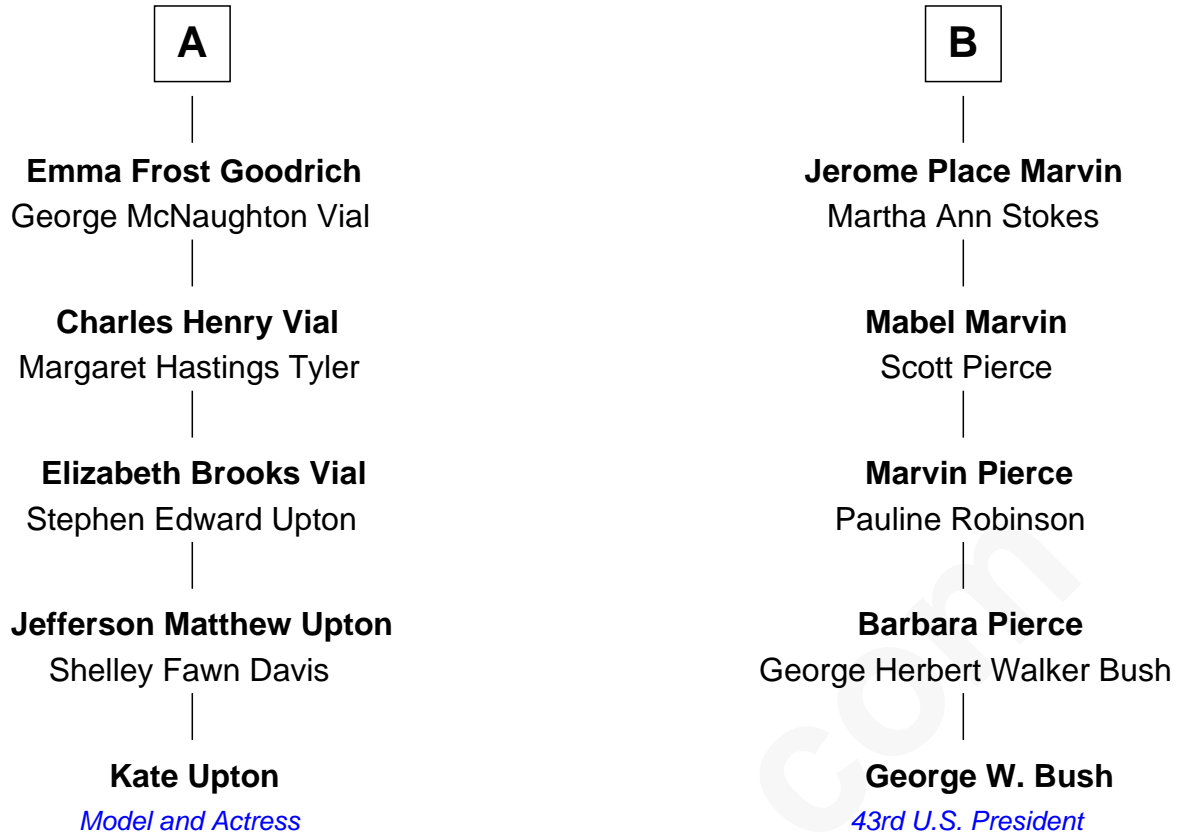 A
Emma Frost Goodrich
George McNaughton Vial
Charles Henry Vial
Margaret Hastings Tyler
Elizabeth Brooks Vial
Stephen Edward Upton
Jefferson Matthew Upton
Shelley Fawn Davis
Kate Upton
Model and Actress
B
Jerome Place Marvin
Martha Ann Stokes
Mabel Marvin
Scott Pierce
Marvin Pierce
Pauline Robinson
Barbara Pierce
George Herbert Walker Bush
George W. Bush
43rd U.S. President
com